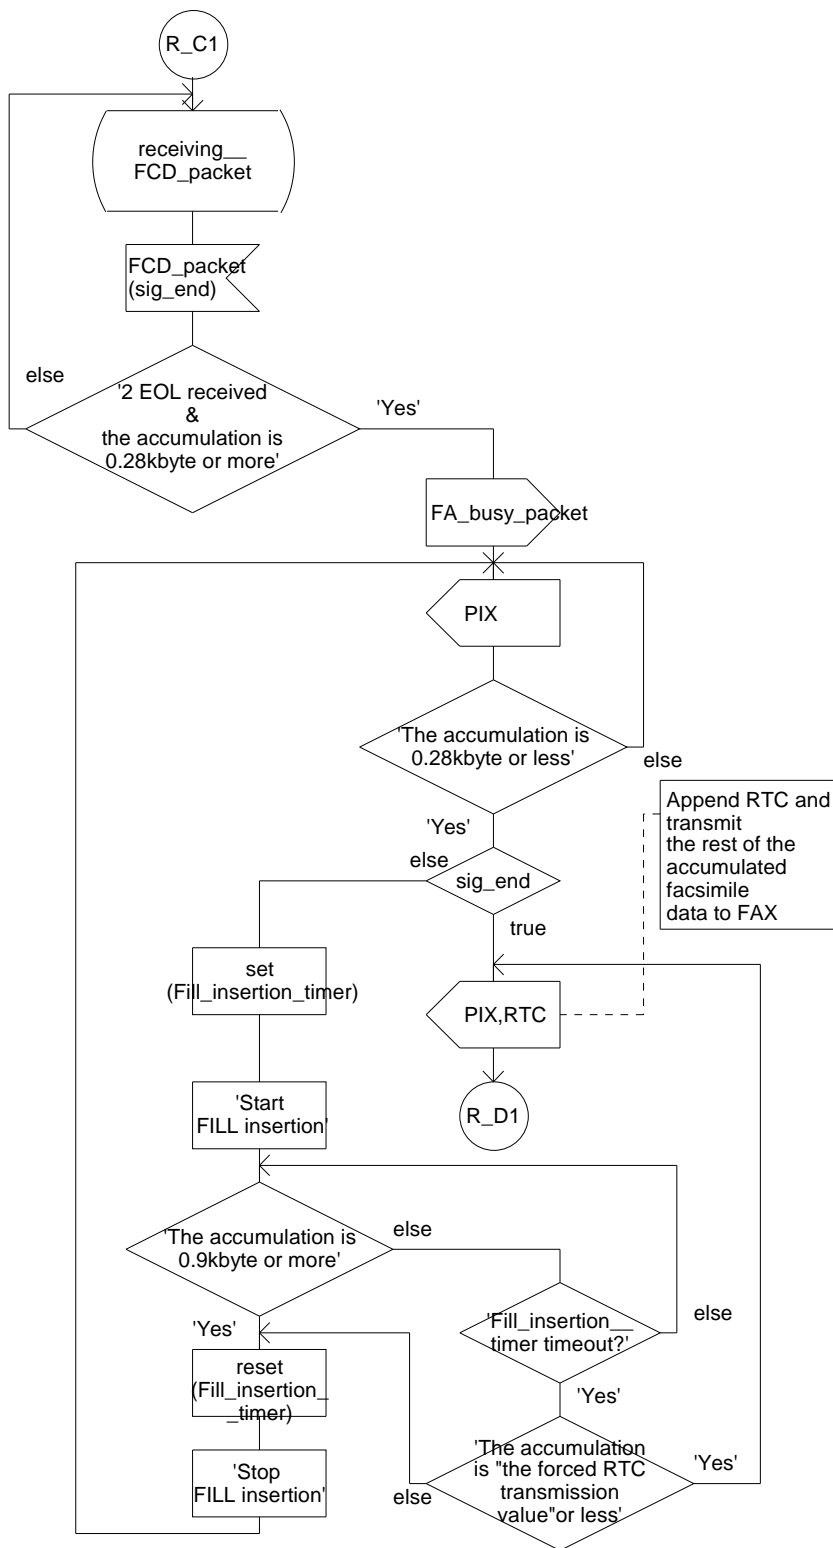 R_C1
receiving__
FCD_packet
FCD_packet
(sig_end)
else
'2 EOL received
&
the accumulation is
0.28kbyte or more'
'Yes'
FA_busy_packet
PIX
'The accumulation is
0.28kbyte or less'
else
'Yes'
Append RTC and
transmit
the rest of the
accumulated
facsimile
data to FAX
else
sig_end
true
set
(Fill_insertion_timer)
PIX,RTC
'Start
FILL insertion'
R_D1
'The accumulation is
0.9kbyte or more'
else
'Fill_insertion__
timer timeout?'
else
'Yes'
reset
(Fill_insertion_
_timer)
'Yes'
'The accumulation
is "the forced RTC
transmission
value"or less'
'Yes'
else
'Stop
FILL insertion'